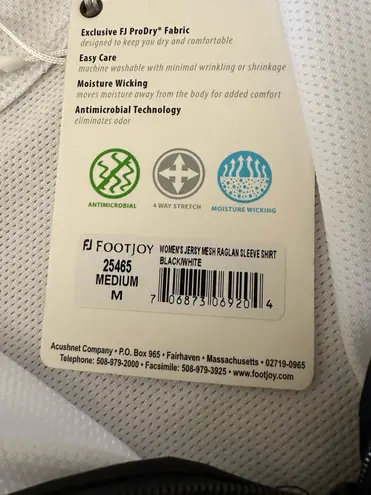 Exclusive FJ ProDry® Fabric
designed to keep you dry and comfortable
Easy Care
machine washable with minimal wrinkling or shrinkage
Moisture Wicking
moves moisture away from the body for added comfort
Antimicrobial Technology
eliminates odor
ANTIMICROBIAL
4 WAY STRETCH
MOISTURE WICKING
FJ FOOTJOY
25465
MEDIUM
M
WOMEN'S JERSY MESH RAGLAN SLEEVE SHIRT
BLACK/WHITE
7 06873 06920 4
Acushnet Company • P.O. Box 965 • Fairhaven • Massachusetts • 02719-0965
Telephone: 508-979-2000 • Facsimile: 508-979-3925 • www.footjoy.com